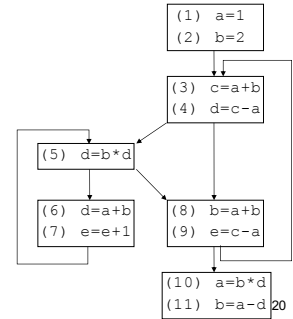 (1) a=1
(2) b=2
(3) c=a+b
(4) d=c-a
(5) d=b*d
(6) d=a+b
(7) e=e+1
(8) b=a+b
(9) e=c-a
(10) a=b*d
(11) b=a-d
20